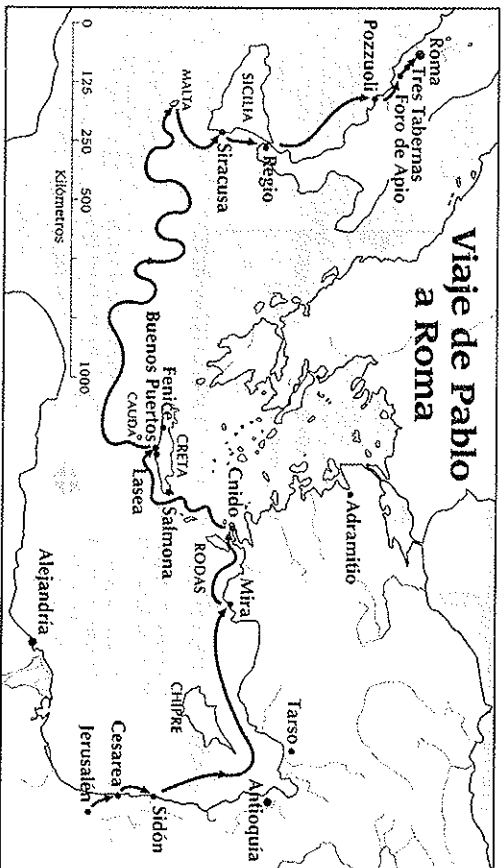 Viaje de Pablo
a Roma
Roma
Tres Tabernas
Foro de Apio
Pozzuoli
SICILIA
Regio
Siracusa
MALTA
0
125
250
500
1000
Kilómetros
Adramitio
Cnido
RODAS
Mira
Fenice
CRETA
Buenos Puertos
CAUDA
Lasea
Salmona
Tarso
Antioquia
CHIPRE
Sidón
Cesarea
Jerusalén
Alejandría